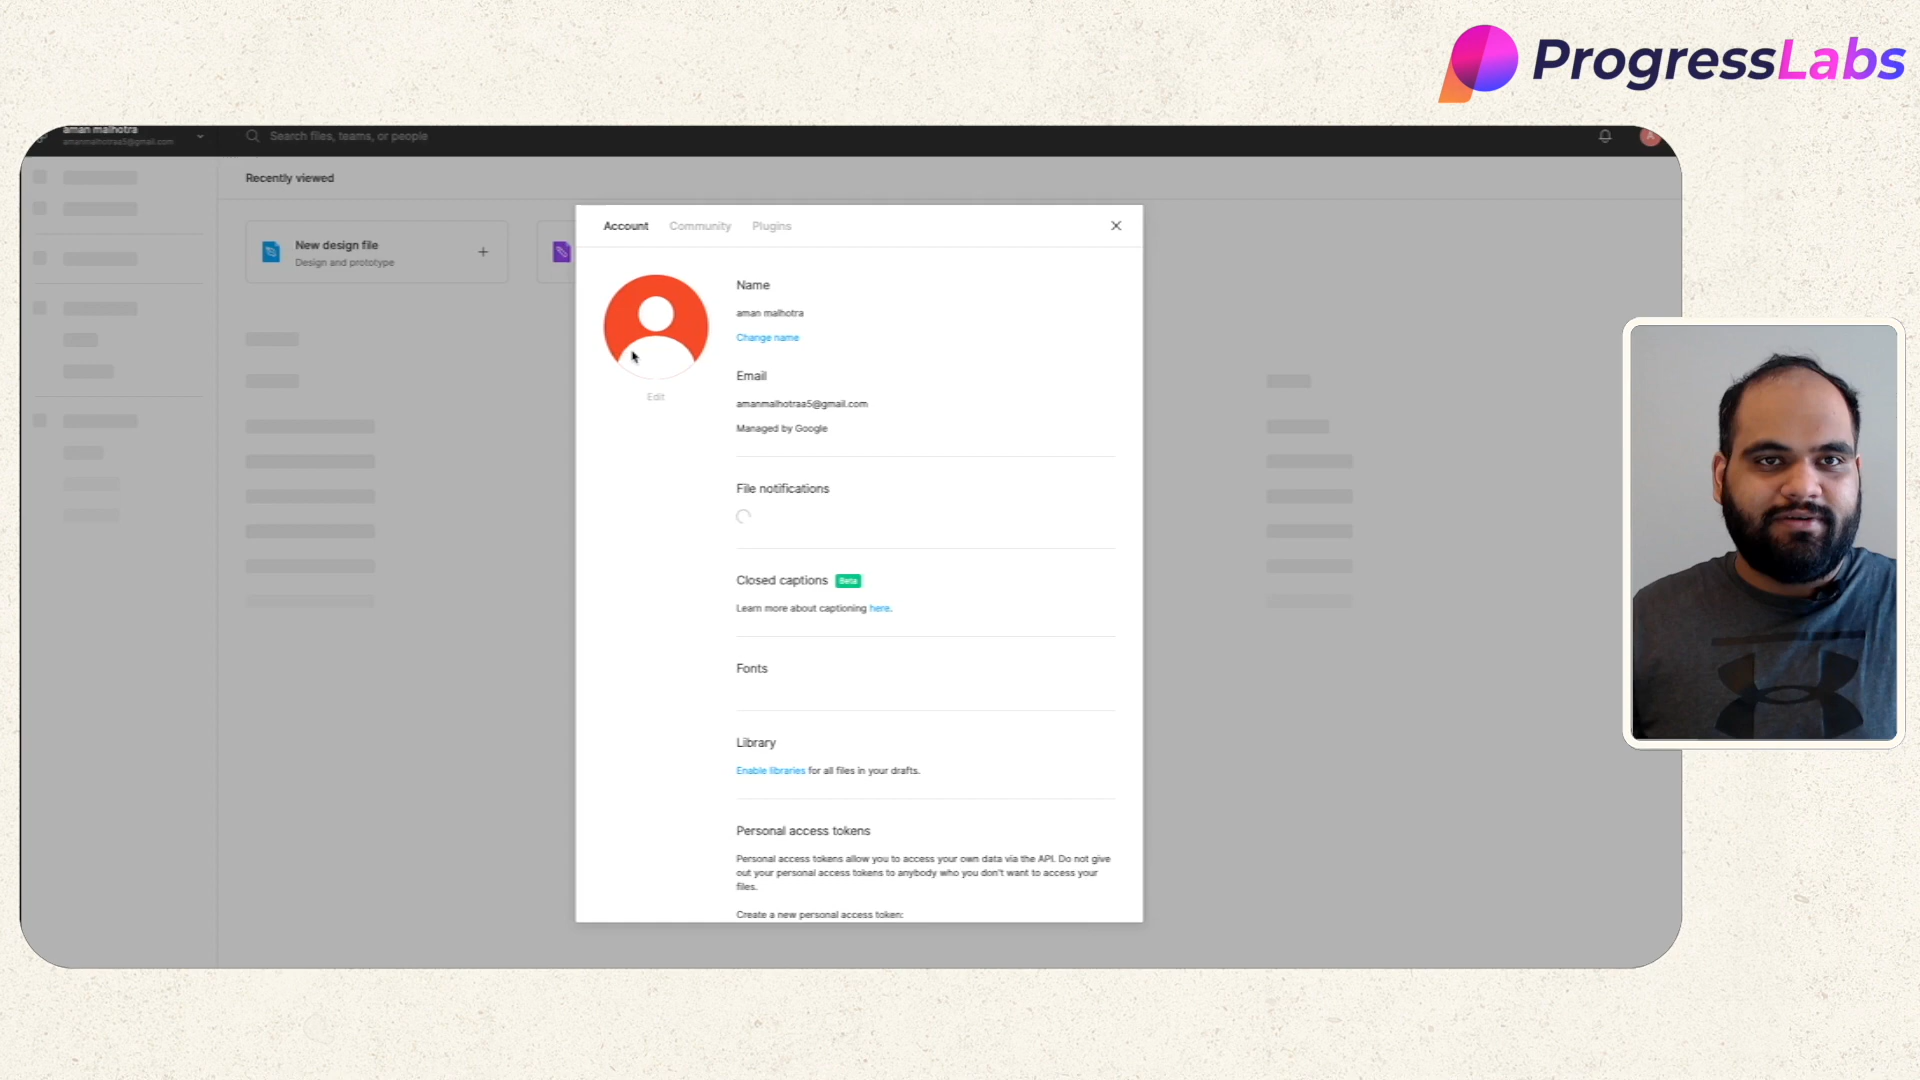 ProgressLabs
aman malhotra
amanmalhotraa5@gmail.com
Search files, teams, or people
A
Recently viewed
New design file
Design and prototype
Account
Community
Plugins
Name
aman malhotra
Change name
Edit
Email
amanmalhotraa5@gmail.com
Managed by Google
File notifications
Closed captions Beta
Learn more about captioning here.
Fonts
Library
Enable libraries for all files in your drafts.
Personal access tokens
Personal access tokens allow you to access your own data via the API. Do not give
out your personal access tokens to anybody who you don't want to access your
files.
Create a new personal access token: